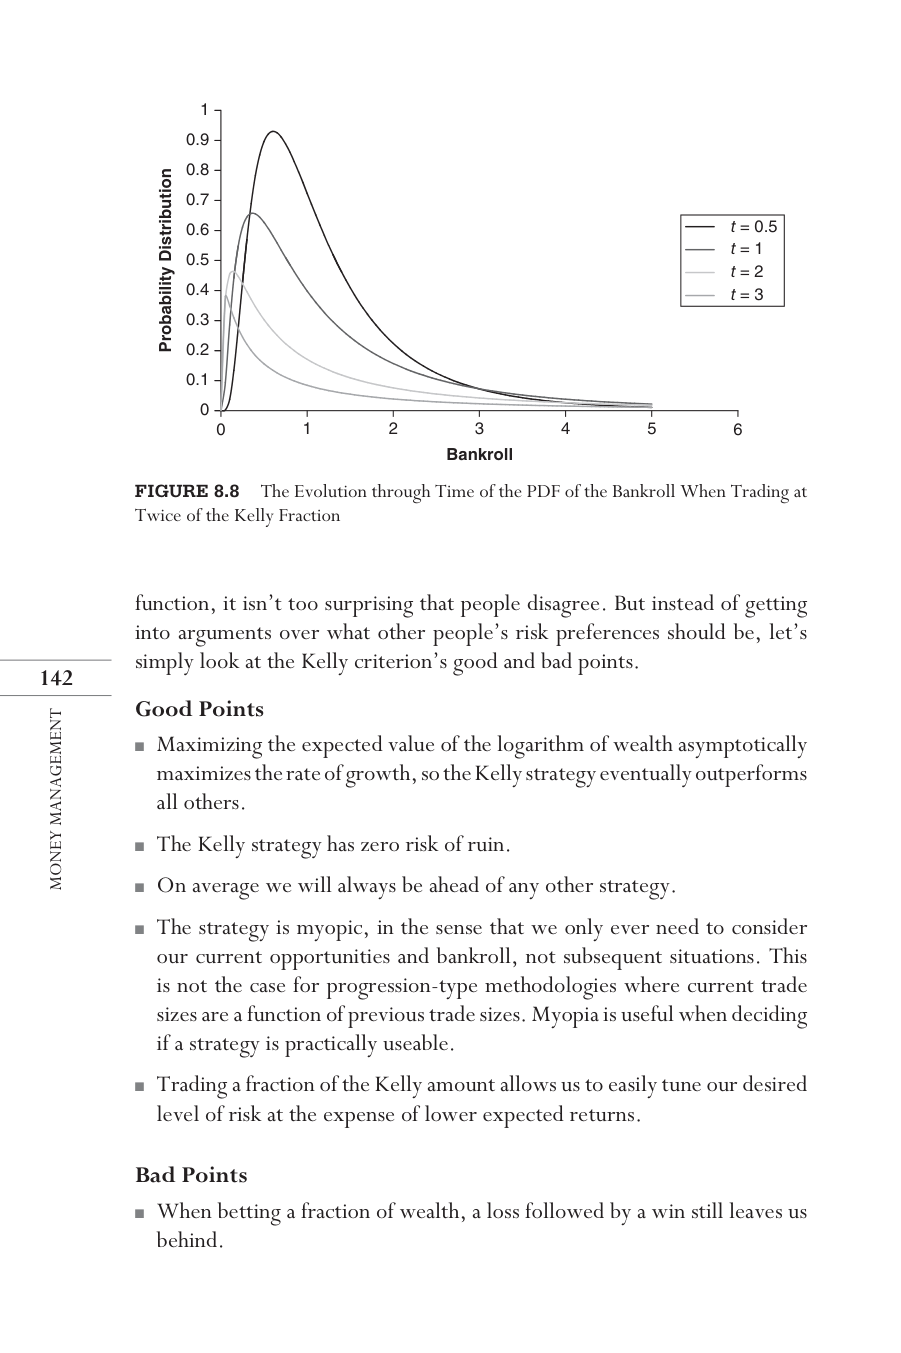 1
0.9
0.8
0.7
0.6
0.5
0.4
0.3
0.2
0.1
0
Probability Distribution
0 1 2 3 4 5 6
Bankroll
t = 0.5
t = 1
t = 2
t = 3
FIGURE 8.8 The Evolution through Time of the PDF of the Bankroll When Trading at
Twice of the Kelly Fraction
function, it isn’t too surprising that people disagree. But instead of getting
into arguments over what other people’s risk preferences should be, let’s
simply look at the Kelly criterion’s good and bad points.
142
MONEY MANAGEMENT
Good Points
■ Maximizing the expected value of the logarithm of wealth asymptotically
maximizes the rate of growth, so the Kelly strategy eventually outperforms
all others.
■ The Kelly strategy has zero risk of ruin.
■ On average we will always be ahead of any other strategy.
■ The strategy is myopic, in the sense that we only ever need to consider
our current opportunities and bankroll, not subsequent situations. This
is not the case for progression-type methodologies where current trade
sizes are a function of previous trade sizes. Myopia is useful when deciding
if a strategy is practically useable.
■ Trading a fraction of the Kelly amount allows us to easily tune our desired
level of risk at the expense of lower expected returns.
Bad Points
■ When betting a fraction of wealth, a loss followed by a win still leaves us
behind.